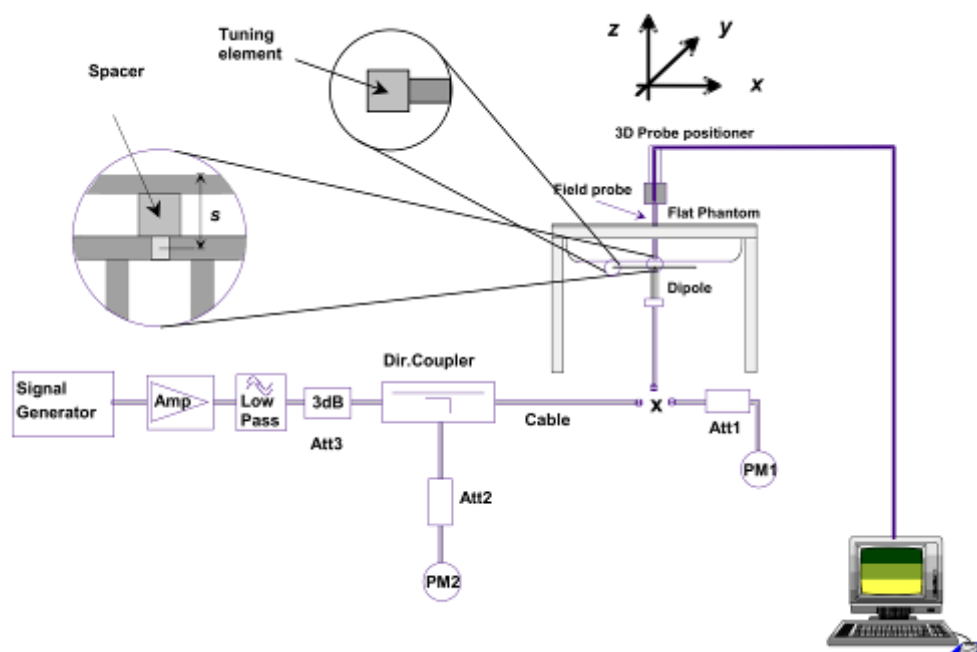 Tuning
element
Spacer
z
y
x
3D Probe positioner
Field probe
Flat Phantom
s
Dipole
Dir.Coupler
Signal
Generator
Amp
Low
Pass
3dB
Att3
Cable
x
Att1
PM1
Att2
PM2